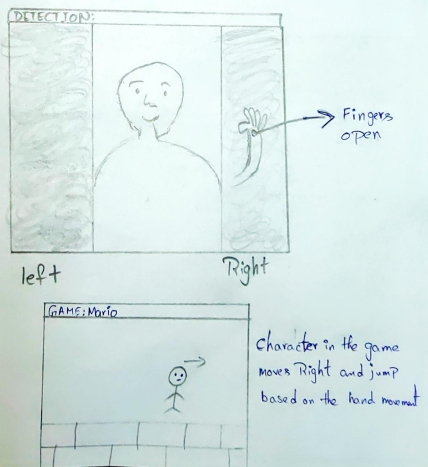 DETECTION:
Fingers
open
left
Right
GAME: Mario
Character in the game
moves Right and jump
based on the hand movement